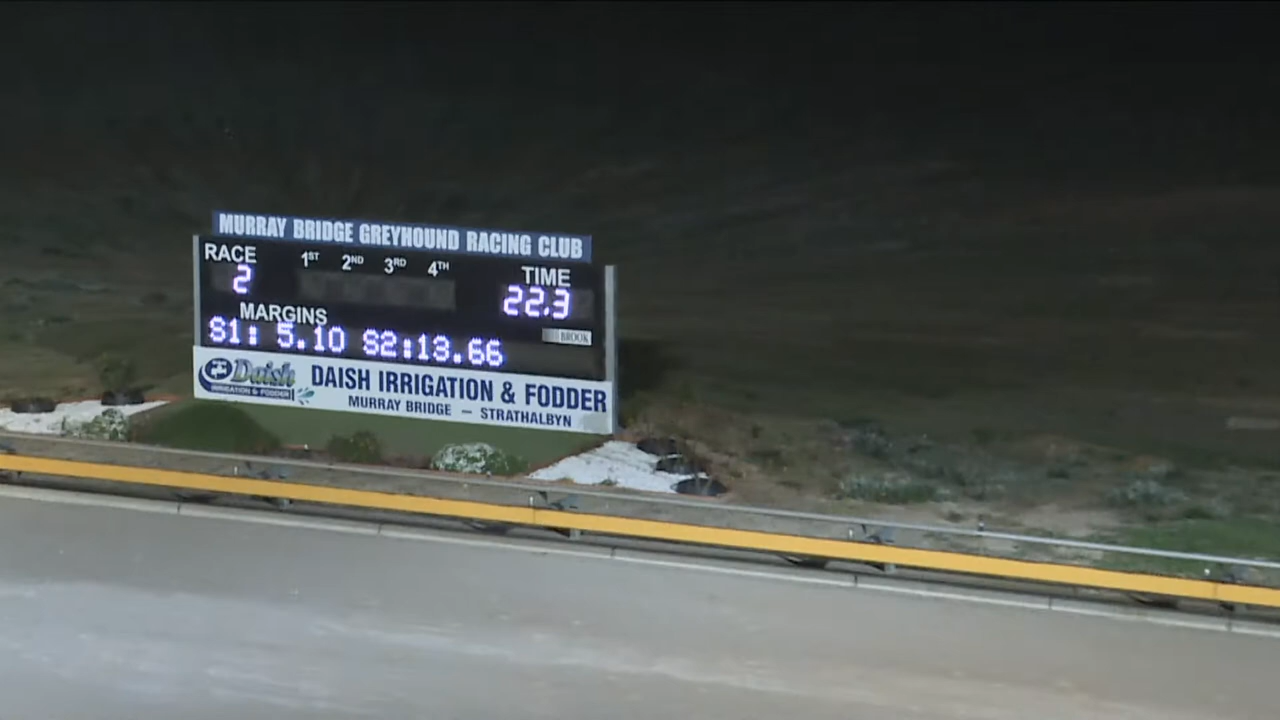 MURRAY BRIDGE GREYHOUND RACING CLUB
RACE 1ST 2ND 3RD 4TH TIME
2 22.3
MARGINS
S1: 5.10 S2:13.66
BROOK
Daish
IRRIGATION & FODDER
DAISH IRRIGATION & FODDER
MURRAY BRIDGE – STRATHALBYN